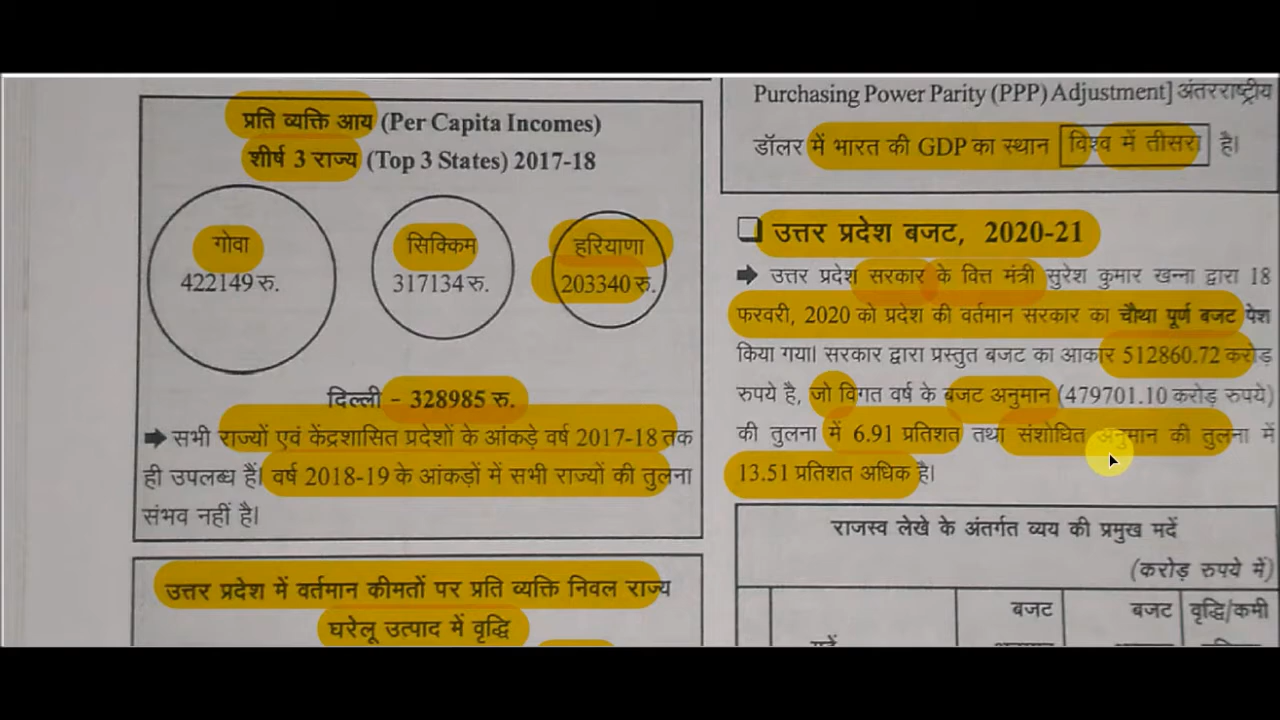 प्रति व्यक्ति आय (Per Capita Incomes)
शीर्ष 3 राज्य (Top 3 States) 2017-18
गोवा
422149 रु.
सिक्किम
317134 रु.
हरियाणा
203340 रु.
दिल्ली - 328985 रु.
➡ सभी राज्यों एवं केंद्रशासित प्रदेशों के आंकड़े वर्ष 2017-18 तक
ही उपलब्ध हैं। वर्ष 2018-19 के आंकड़ों में सभी राज्यों की तुलना
संभव नहीं है।
उत्तर प्रदेश में वर्तमान कीमतों पर प्रति व्यक्ति निवल राज्य
घरेलू उत्पाद में वृद्धि
Purchasing Power Parity (PPP) Adjustment] अंतरराष्ट्रीय
डॉलर में भारत की GDP का स्थान विश्व में तीसरा है।
❑ उत्तर प्रदेश बजट, 2020-21
➡ उत्तर प्रदेश सरकार के वित्त मंत्री सुरेश कुमार खन्ना द्वारा 18
फरवरी, 2020 को प्रदेश की वर्तमान सरकार का चौथा पूर्ण बजट पेश
किया गया। सरकार द्वारा प्रस्तुत बजट का आकार 512860.72 करोड़
रुपये है, जो विगत वर्ष के बजट अनुमान (479701.10 करोड़ रुपये)
की तुलना में 6.91 प्रतिशत तथा संशोधित अनुमान की तुलना में
13.51 प्रतिशत अधिक है।
राजस्व लेखे के अंतर्गत व्यय की प्रमुख मदें
(करोड़ रुपये में)
बजट
बजट
वृद्धि/कमी